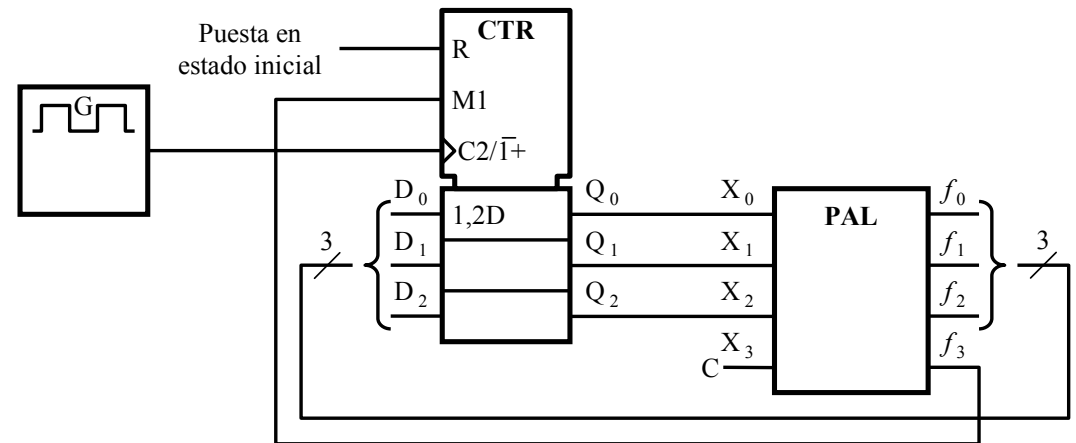 CTR
Puesta en
estado inicial
R
G
M1
C2/1̅+
D₀ Q₀ X₀ f₀
1,2D PAL
3 D₁ Q₁ X₁ f₁ 3
D₂ Q₂ X₂ f₂
X₃ f₃
C